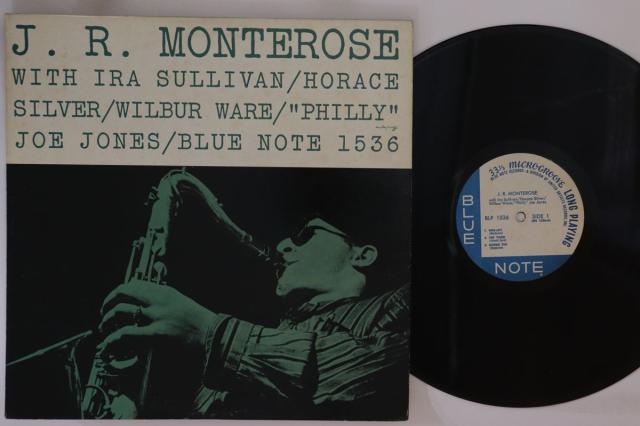 J. R. MONTEROSE
WITH IRA SULLIVAN/HORACE
SILVER/WILBUR WARE/"PHILLY"
JOE JONES/BLUE NOTE 1536
33⅓ MICROGROOVE LONG PLAYING
J. R. MONTEROSE
BLP 1536 SIDE 1
BLUE
NOTE